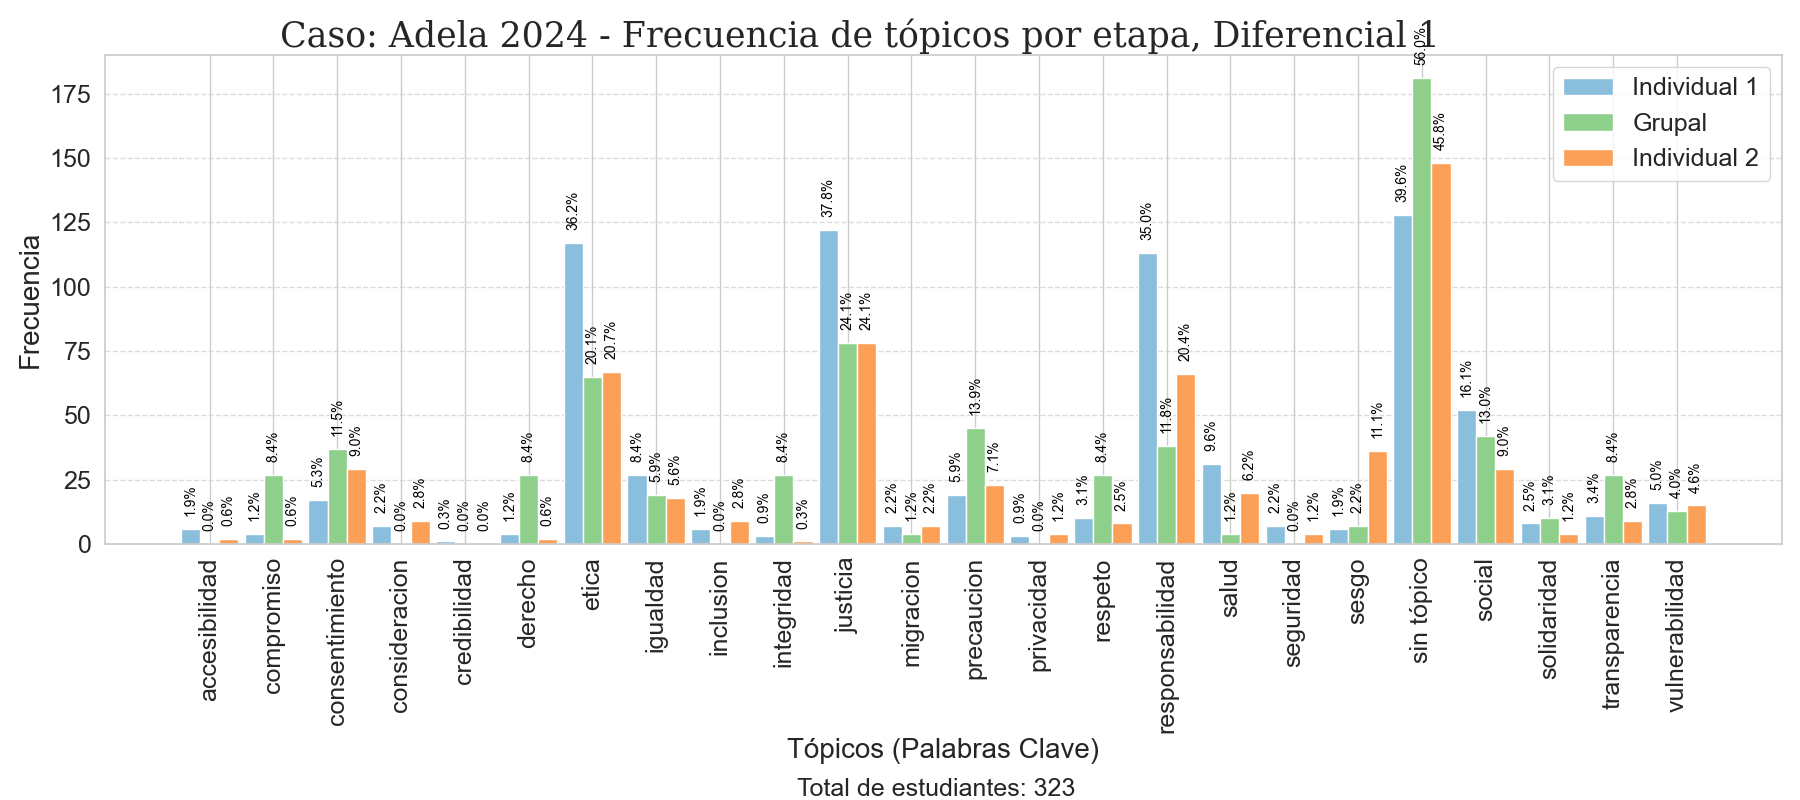 Caso: Adela 2024 - Frecuencia de tópicos por etapa, Diferencial 1
Frecuencia
175
150
125
100
75
50
25
0
Individual 1
Grupal
Individual 2
1.9% 0.0% 0.6%
1.2% 8.4% 0.6%
5.3% 11.5% 9.0%
2.2% 0.0% 2.8%
0.3% 0.0% 0.0%
1.2% 8.4% 0.6%
36.2% 20.1% 20.7%
8.4% 5.9% 5.6%
1.9% 0.0% 2.8%
0.9% 8.4% 0.3%
37.8% 24.1% 24.1%
2.2% 1.2% 2.2%
5.9% 13.9% 7.1%
0.9% 0.0% 1.2%
3.1% 8.4% 2.5%
35.0% 11.8% 20.4%
9.6% 1.2% 6.2%
2.2% 0.0% 1.2%
1.9% 2.2% 11.1%
39.6% 56.0% 45.8%
16.1% 13.0% 9.0%
2.5% 3.1% 1.2%
3.4% 8.4% 2.8%
5.0% 4.0% 4.6%
accesibilidad
compromiso
consentimiento
consideracion
credibilidad
derecho
etica
igualdad
inclusion
integridad
justicia
migracion
precaucion
privacidad
respeto
responsabilidad
salud
seguridad
sesgo
sin tópico
social
solidaridad
transparencia
vulnerabilidad
Tópicos (Palabras Clave)
Total de estudiantes: 323